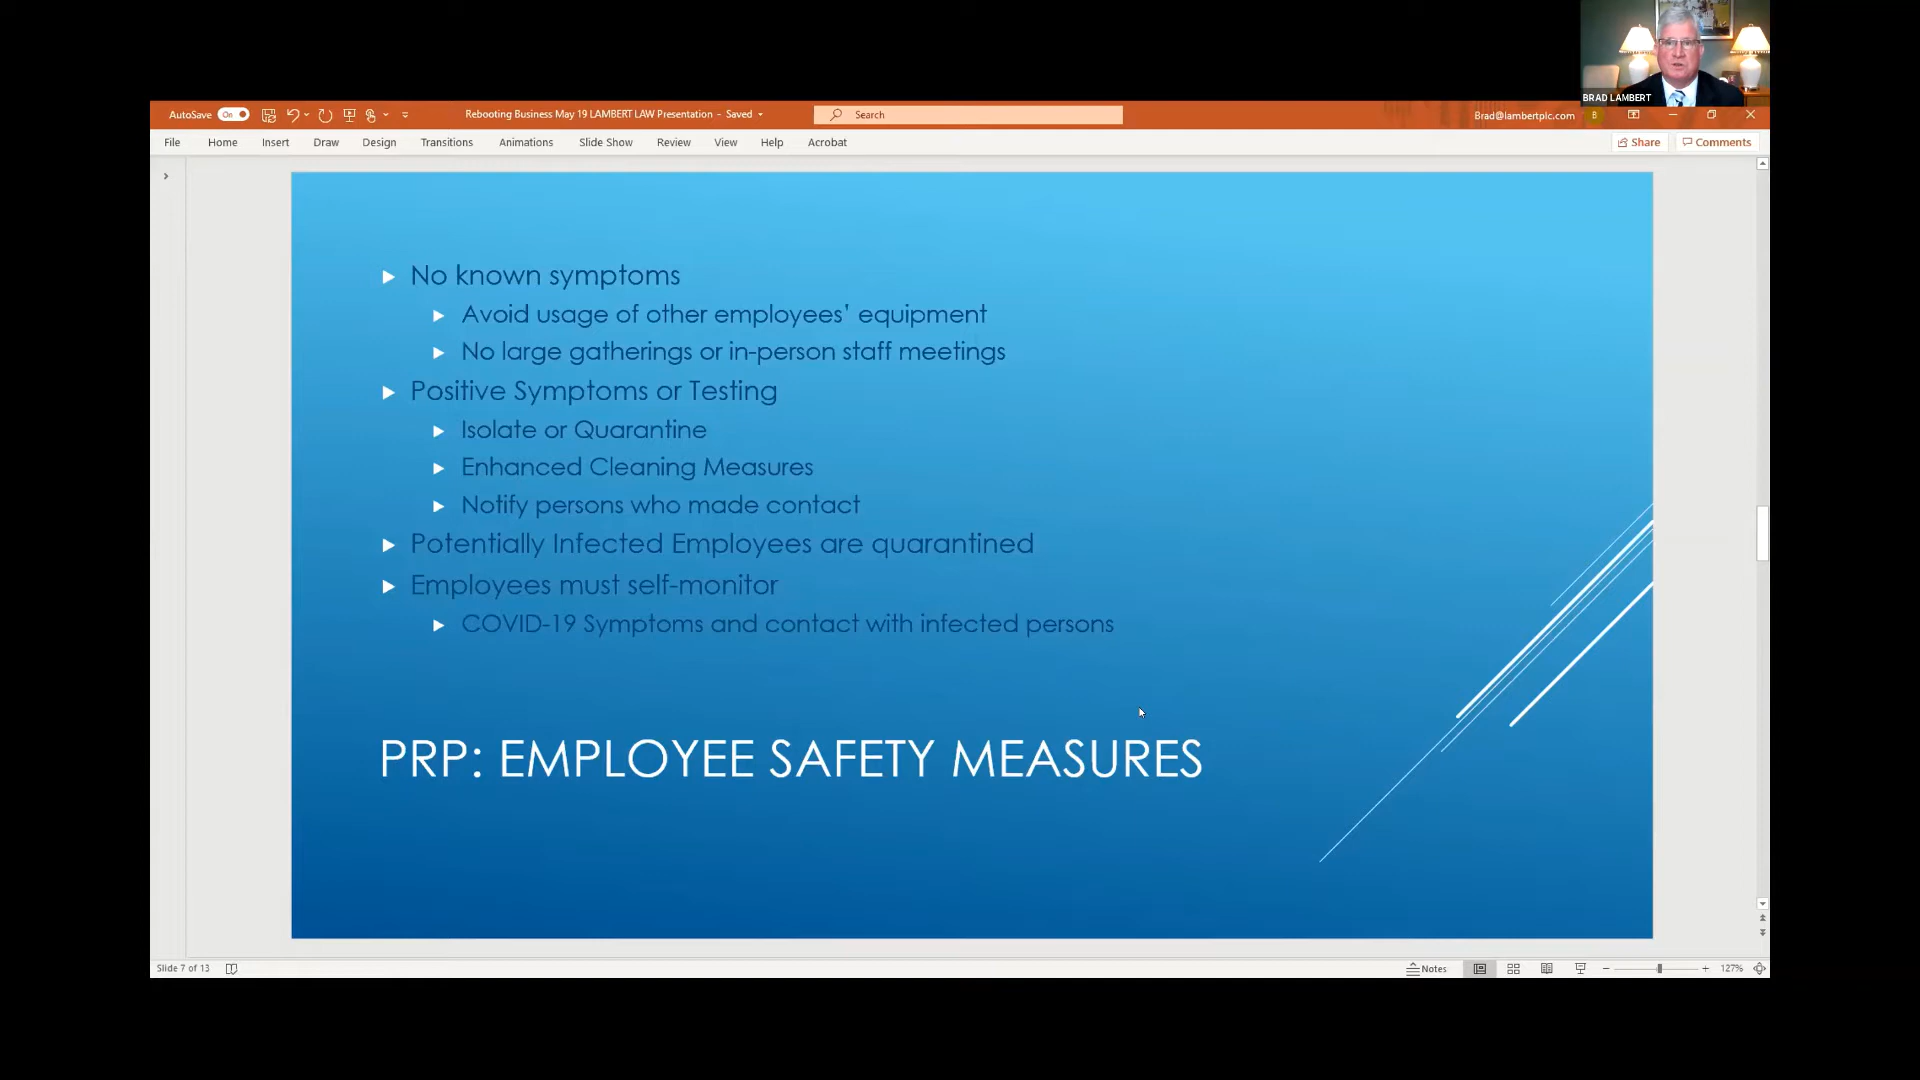 BRAD LAMBERT
AutoSave On Rebooting Business May 19 LAMBERT LAW Presentation - Saved Search Brad@lambertplc.com B
File Home Insert Draw Design Transitions Animations Slide Show Review View Help Acrobat Share Comments
No known symptoms
Avoid usage of other employees’ equipment
No large gatherings or in-person staff meetings
Positive Symptoms or Testing
Isolate or Quarantine
Enhanced Cleaning Measures
Notify persons who made contact
Potentially Infected Employees are quarantined
Employees must self-monitor
COVID-19 Symptoms and contact with infected persons
PRP: EMPLOYEE SAFETY MEASURES
Slide 7 of 13 Notes 127%